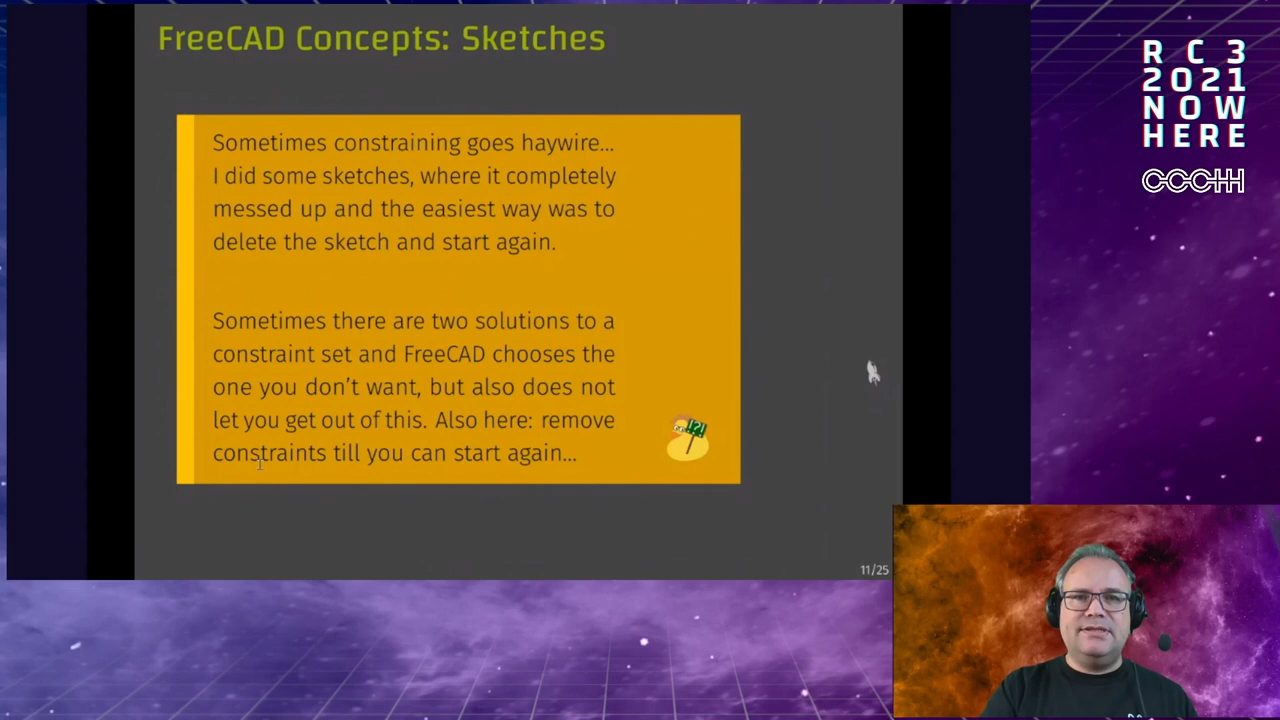 FreeCAD Concepts: Sketches
Sometimes constraining goes haywire...
I did some sketches, where it completely
messed up and the easiest way was to
delete the sketch and start again.
Sometimes there are two solutions to a
constraint set and FreeCAD chooses the
one you don't want, but also does not
let you get out of this. Also here: remove
constraints till you can start again...
!?!
11/25
R C 3
2 0 2 1
N O W
H E R E